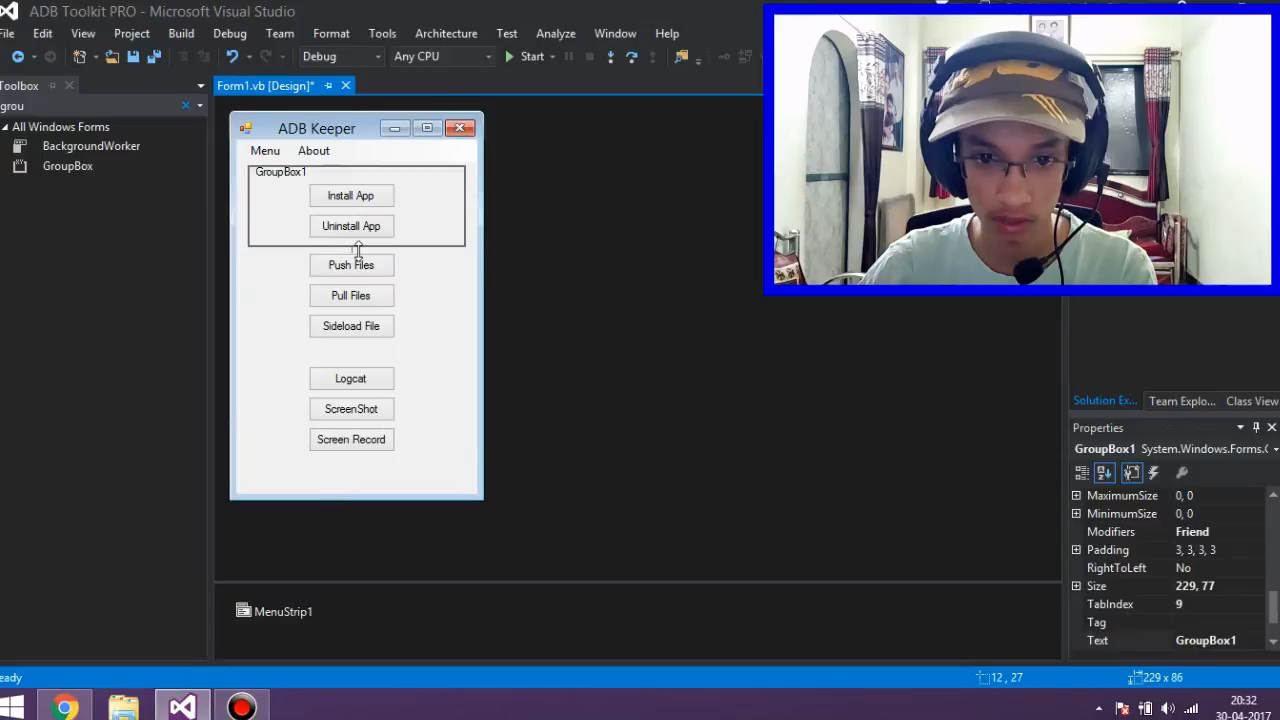 ADB Toolkit PRO - Microsoft Visual Studio
File Edit View Project Build Debug Team Format Tools Architecture Test Analyze Window Help
Debug Any CPU Start
Toolbox
Form1.vb [Design]*
grou
All Windows Forms
BackgroundWorker
GroupBox
ADB Keeper
Menu About
GroupBox1
Install App
Uninstall App
Push Files
Pull Files
Sideload File
Logcat
ScreenShot
Screen Record
MenuStrip1
Solution Ex... Team Explo... Class View
Properties
GroupBox1 System.Windows.Forms.(
MaximumSize 0, 0
MinimumSize 0, 0
Modifiers Friend
Padding 3, 3, 3, 3
RightToLeft No
Size 229, 77
TabIndex 9
Tag
Text GroupBox1
eady
12 , 27
229 x 86
20:32
30-04-2017